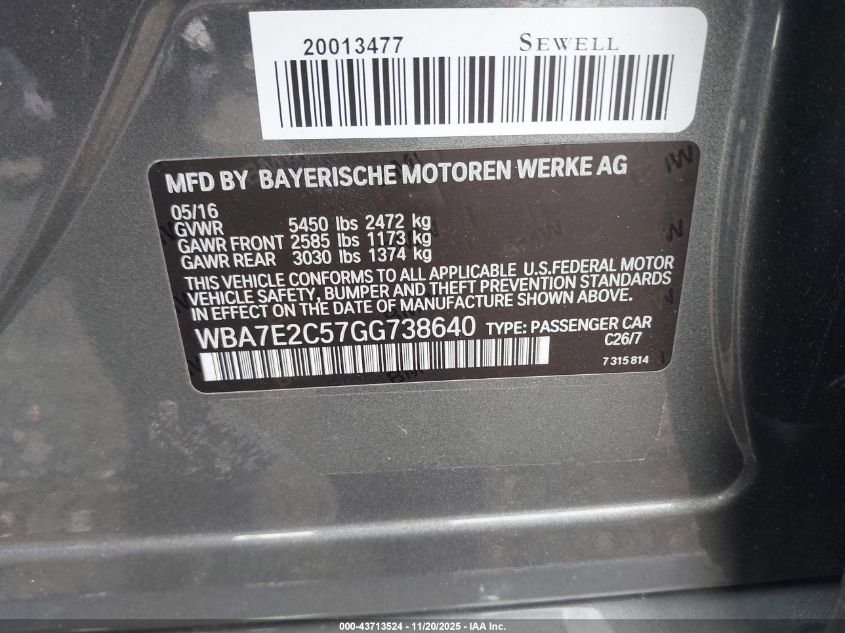 20013477 SEWELL
MFD BY BAYERISCHE MOTOREN WERKE AG
05/16
GVWR 5450 lbs 2472 kg
GAWR FRONT 2585 lbs 1173 kg
GAWR REAR 3030 lbs 1374 kg
THIS VEHICLE CONFORMS TO ALL APPLICABLE U.S.FEDERAL MOTOR
VEHICLE SAFETY, BUMPER AND THEFT PREVENTION STANDARDS
IN EFFECT ON THE DATE OF MANUFACTURE SHOWN ABOVE.
WBA7E2C57GG738640 TYPE: PASSENGER CAR
C26/7
7 315 814
000-43713524 - 11/20/2025 - IAA Inc.